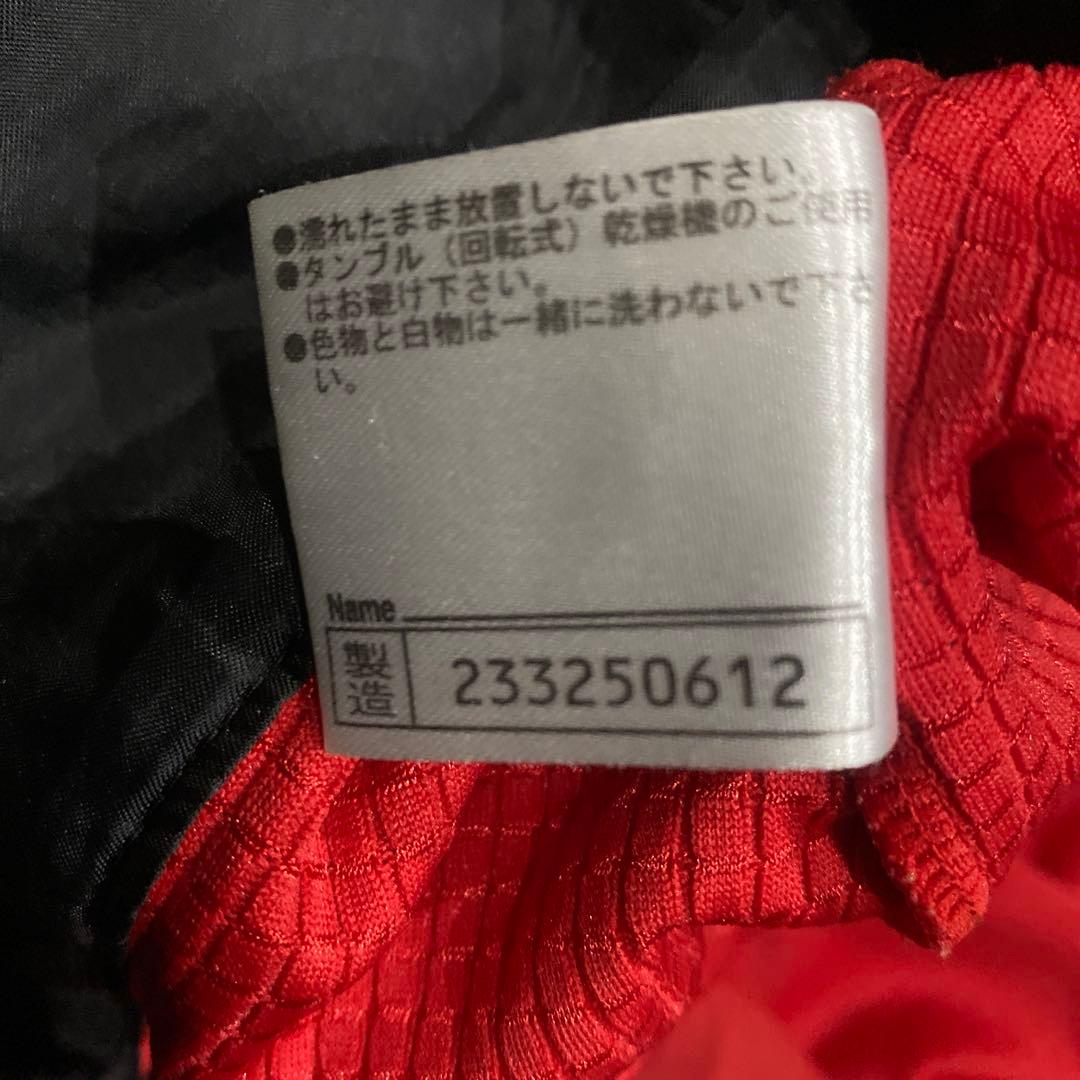 ●濡れたまま放置しないで下さい。
●タンブル（回転式）乾燥機のご使用
はお避け下さい。
●色物と白物は一緒に洗わないで下さ
い。
Name
製造 233250612